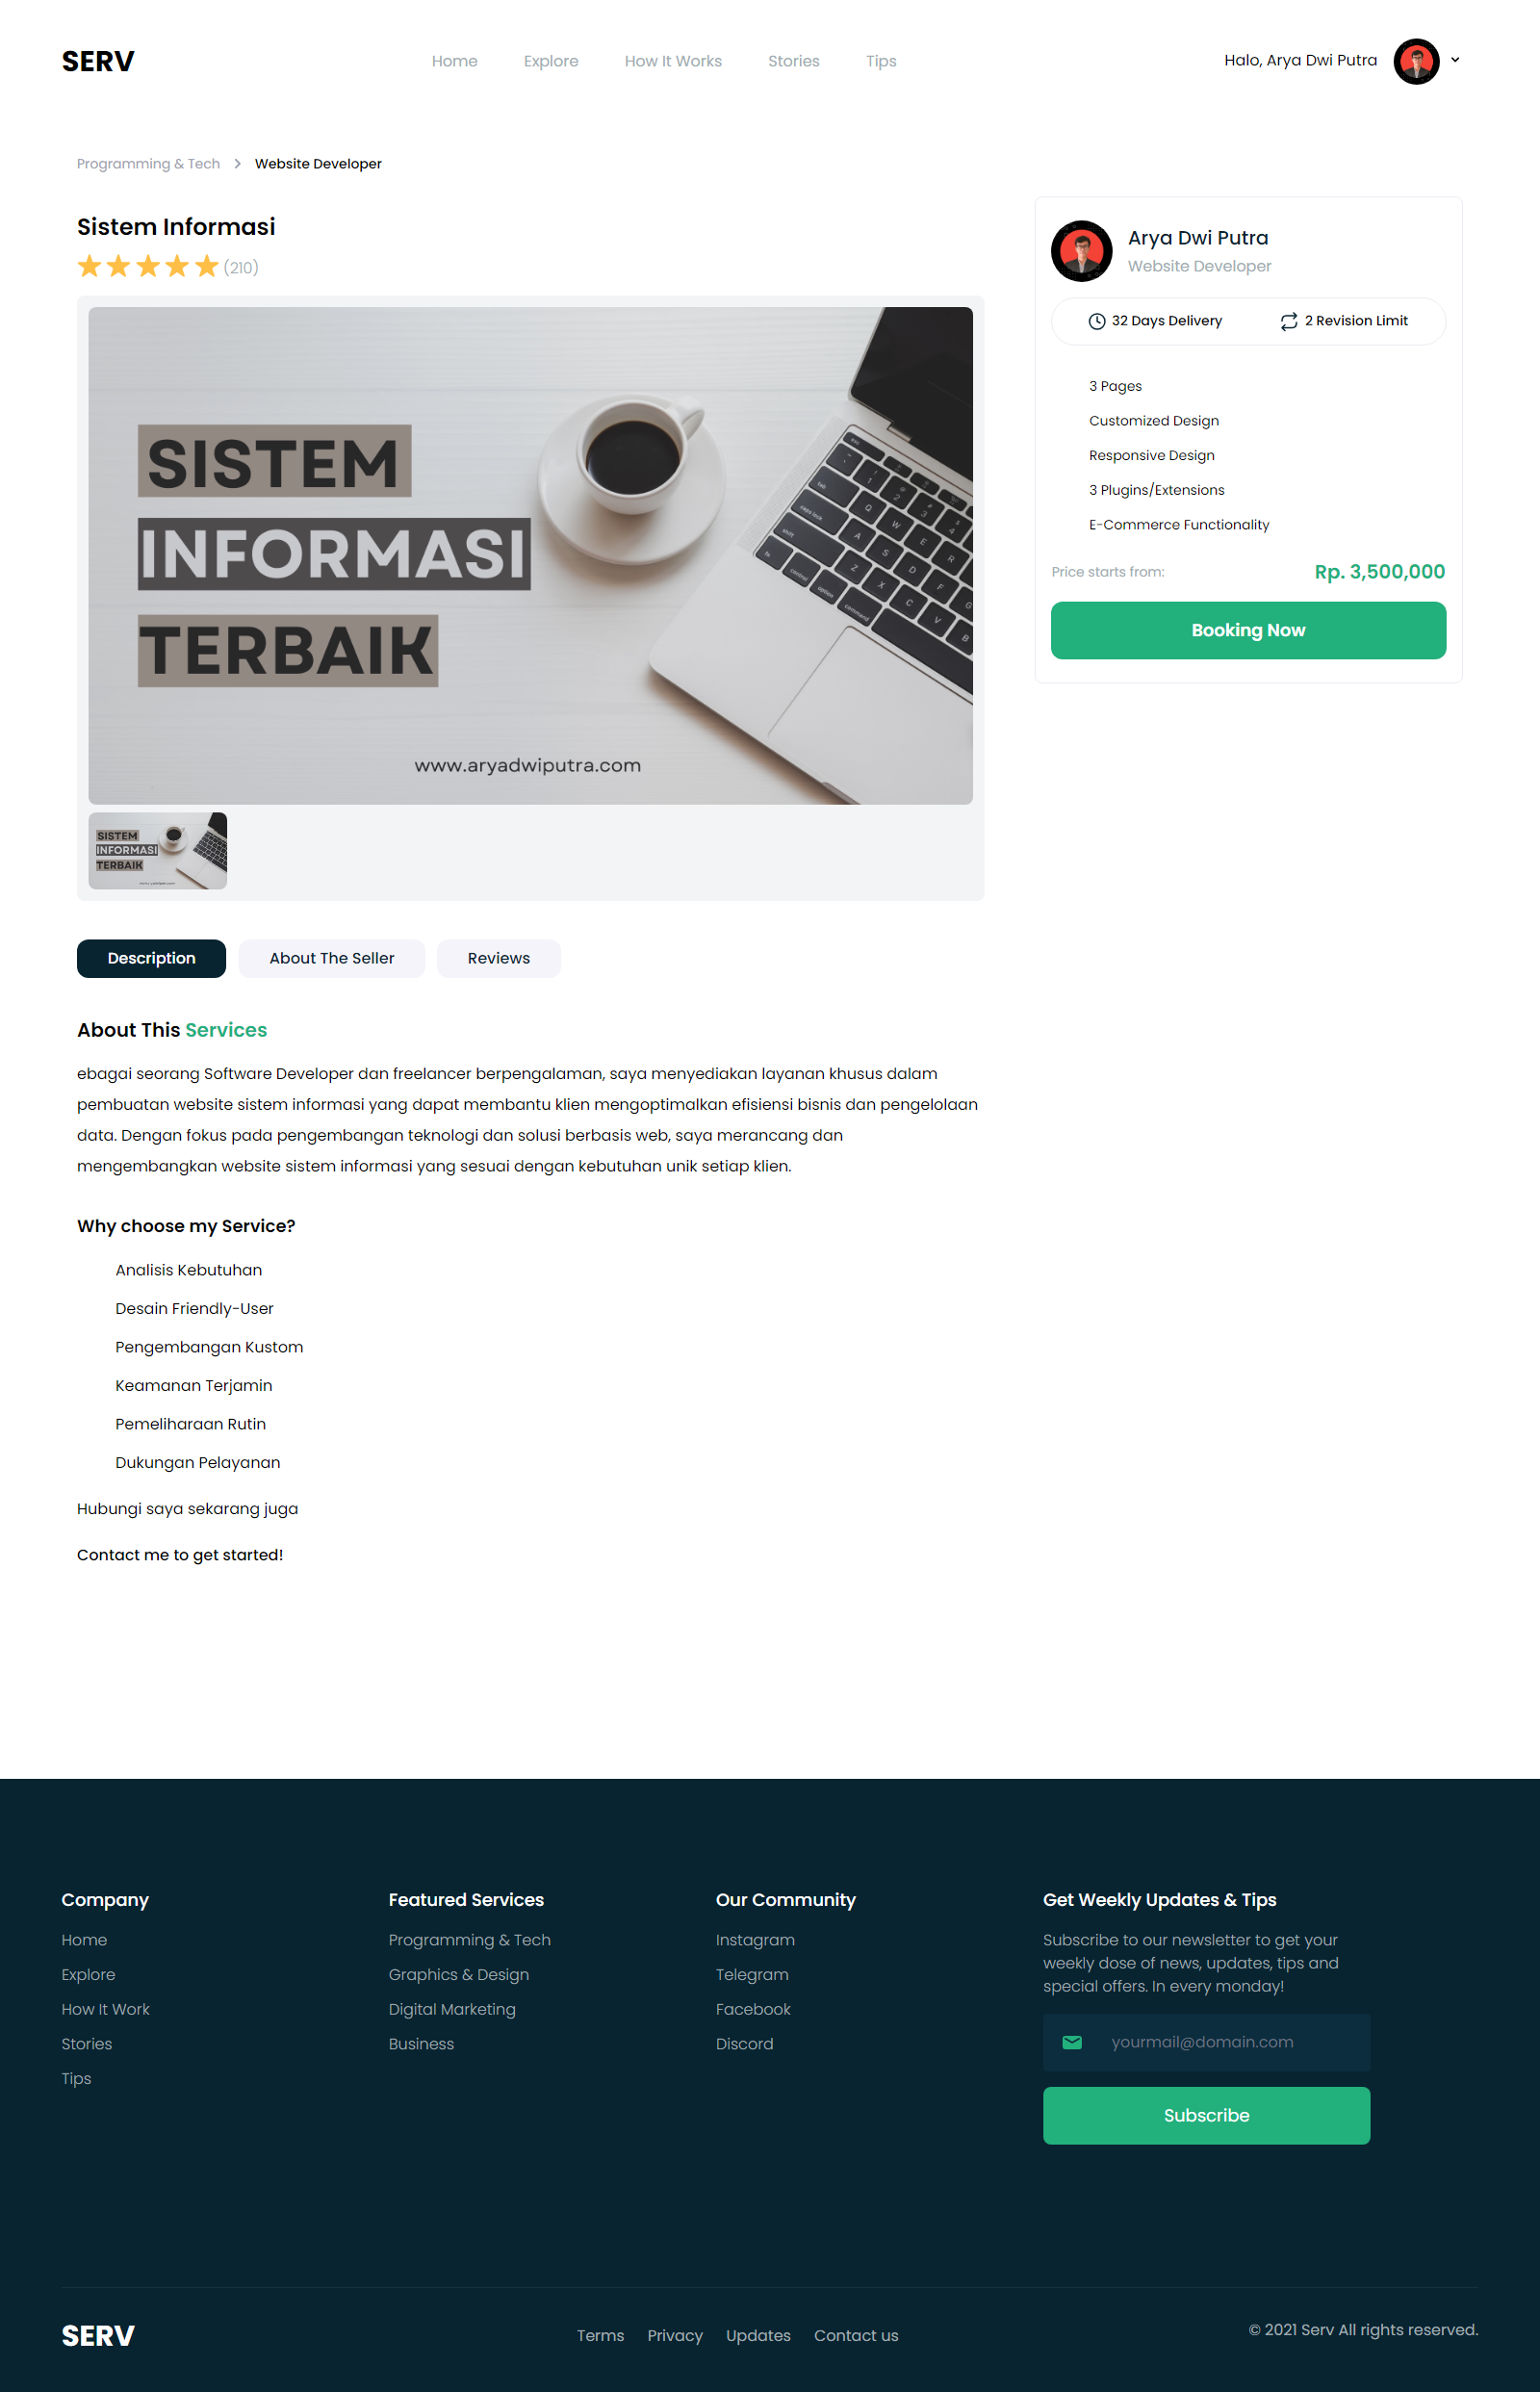 SERV
Home Explore How It Works Stories Tips
Halo, Arya Dwi Putra
Programming & Tech Website Developer
Sistem Informasi
(210)
SISTEM
INFORMASI
TERBAIK
www.aryadwiputra.com
SISTEM
INFORMASI
TERBAIK
Arya Dwi Putra
Website Developer
32 Days Delivery 2 Revision Limit
3 Pages
Customized Design
Responsive Design
3 Plugins/Extensions
E-Commerce Functionality
Price starts from: Rp. 3,500,000
Booking Now
Description About The Seller Reviews
About This Services
ebagai seorang Software Developer dan freelancer berpengalaman, saya menyediakan layanan khusus dalam
pembuatan website sistem informasi yang dapat membantu klien mengoptimalkan efisiensi bisnis dan pengelolaan
data. Dengan fokus pada pengembangan teknologi dan solusi berbasis web, saya merancang dan
mengembangkan website sistem informasi yang sesuai dengan kebutuhan unik setiap klien.
Why choose my Service?
Analisis Kebutuhan
Desain Friendly-User
Pengembangan Kustom
Keamanan Terjamin
Pemeliharaan Rutin
Dukungan Pelayanan
Hubungi saya sekarang juga
Contact me to get started!
Company
Home
Explore
How It Work
Stories
Tips
Featured Services
Programming & Tech
Graphics & Design
Digital Marketing
Business
Our Community
Instagram
Telegram
Facebook
Discord
Get Weekly Updates & Tips
Subscribe to our newsletter to get your
weekly dose of news, updates, tips and
special offers. In every monday!
yourmail@domain.com
Subscribe
SERV
Terms Privacy Updates Contact us
© 2021 Serv All rights reserved.